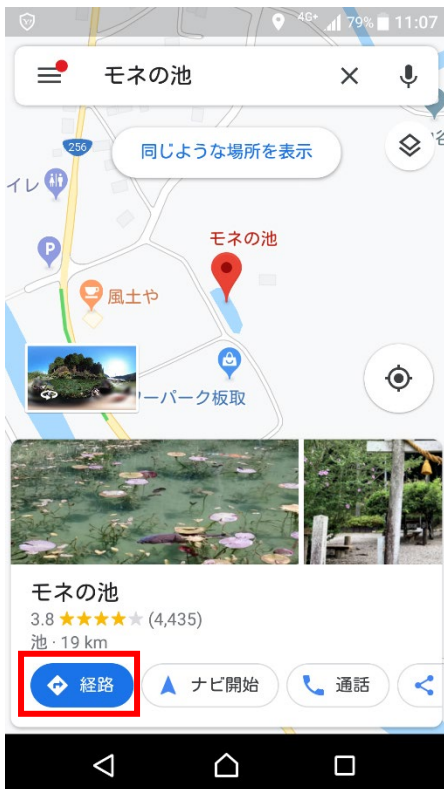 4G+ 79% 11:07
モネの池
同じような場所を表示
256
イレ
P
モネの池
風土や
ーパーク板取
モネの池
3.8 ★★★★★ (4,435)
池 · 19 km
経路 ナビ開始 通話